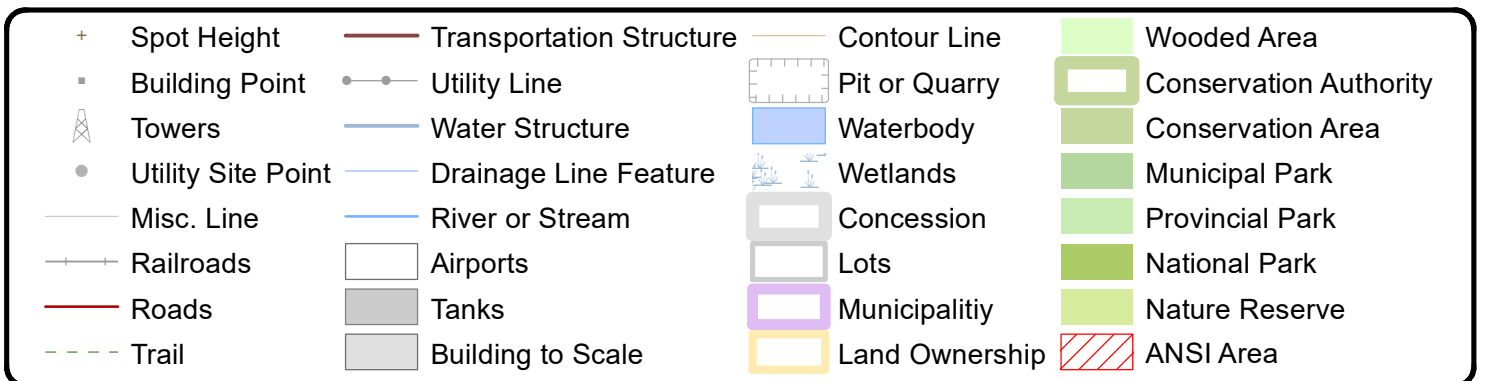 Spot Height
Building Point
Towers
Utility Site Point
Misc. Line
Railroads
Roads
Trail
Transportation Structure
Utility Line
Water Structure
Drainage Line Feature
River or Stream
Airports
Tanks
Building to Scale
Contour Line
Pit or Quarry
Waterbody
Wetlands
Concession
Lots
Municipalitiy
Land Ownership
Wooded Area
Conservation Authority
Conservation Area
Municipal Park
Provincial Park
National Park
Nature Reserve
ANSI Area